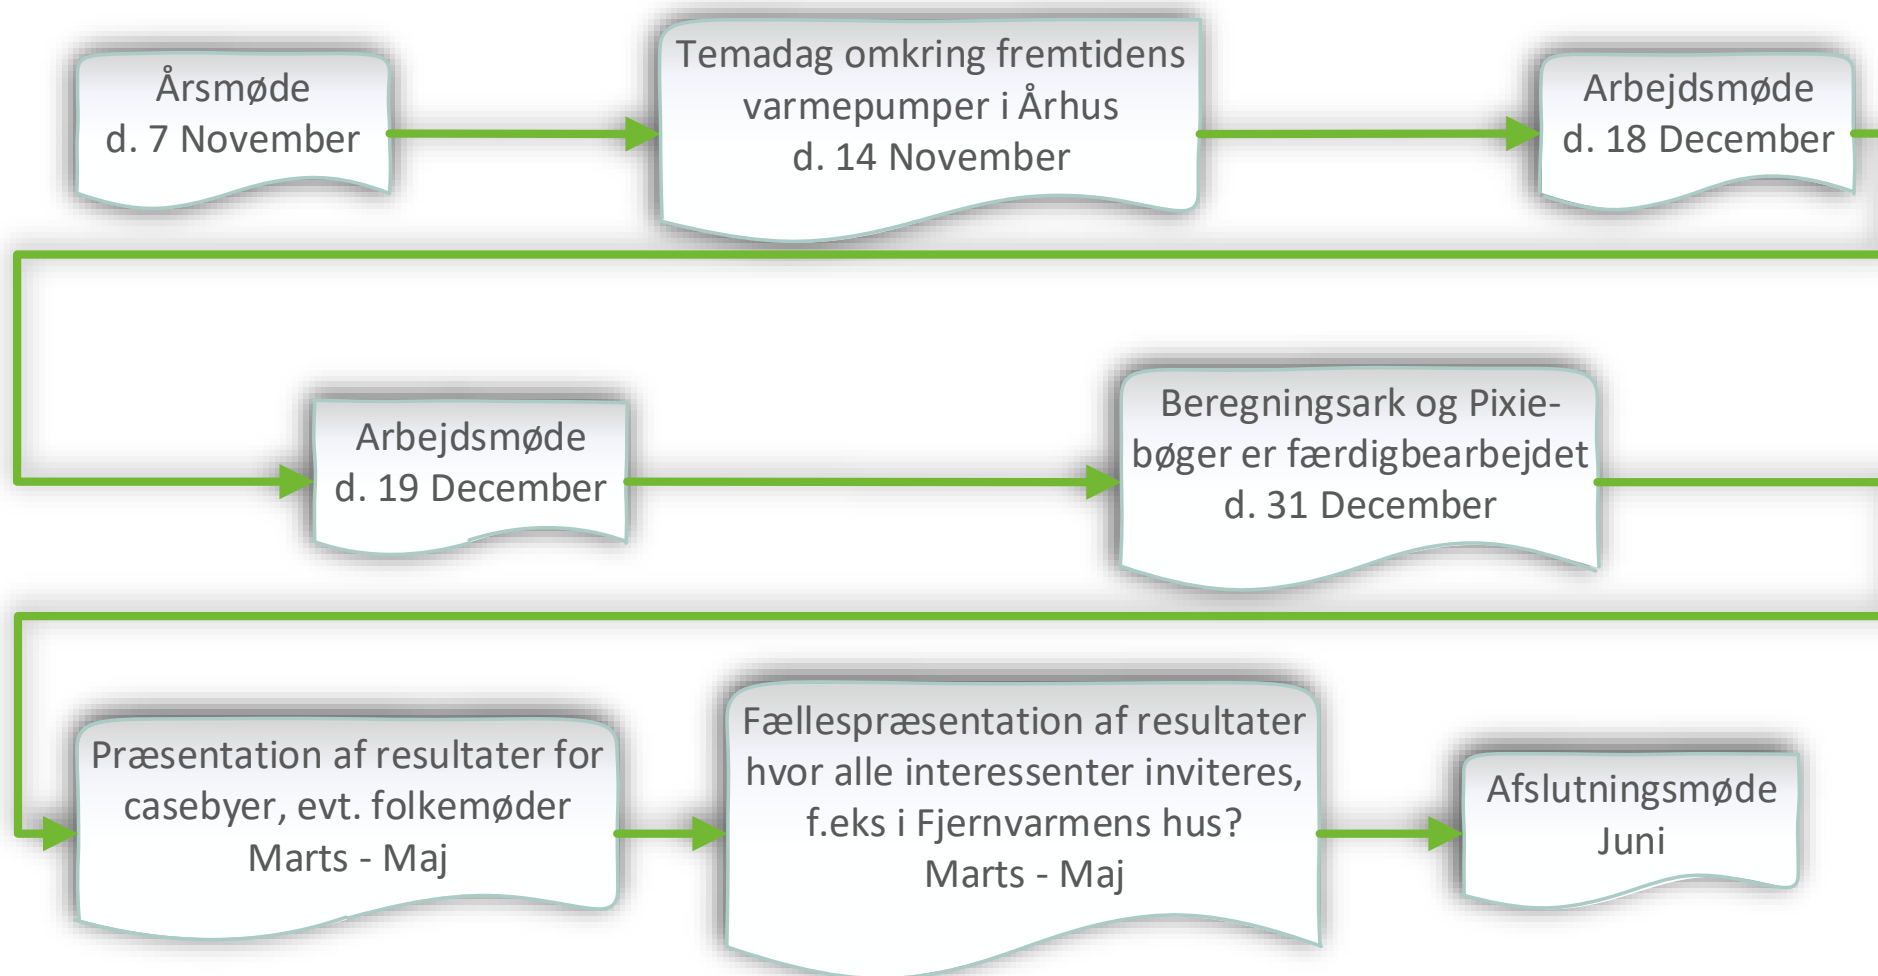 Årsmøde
d. 7 November
Temadag omkring fremtidens
varmepumper i Århus
d. 14 November
Arbejdsmøde
d. 18 December
Arbejdsmøde
d. 19 December
Beregningsark og Pixie-
bøger er færdigbearbejdet
d. 31 December
Præsentation af resultater for
casebyer, evt. folkemøder
Marts - Maj
Fællespræsentation af resultater
hvor alle interessenter inviteres,
f.eks i Fjernvarmens hus?
Marts - Maj
Afslutningsmøde
Juni